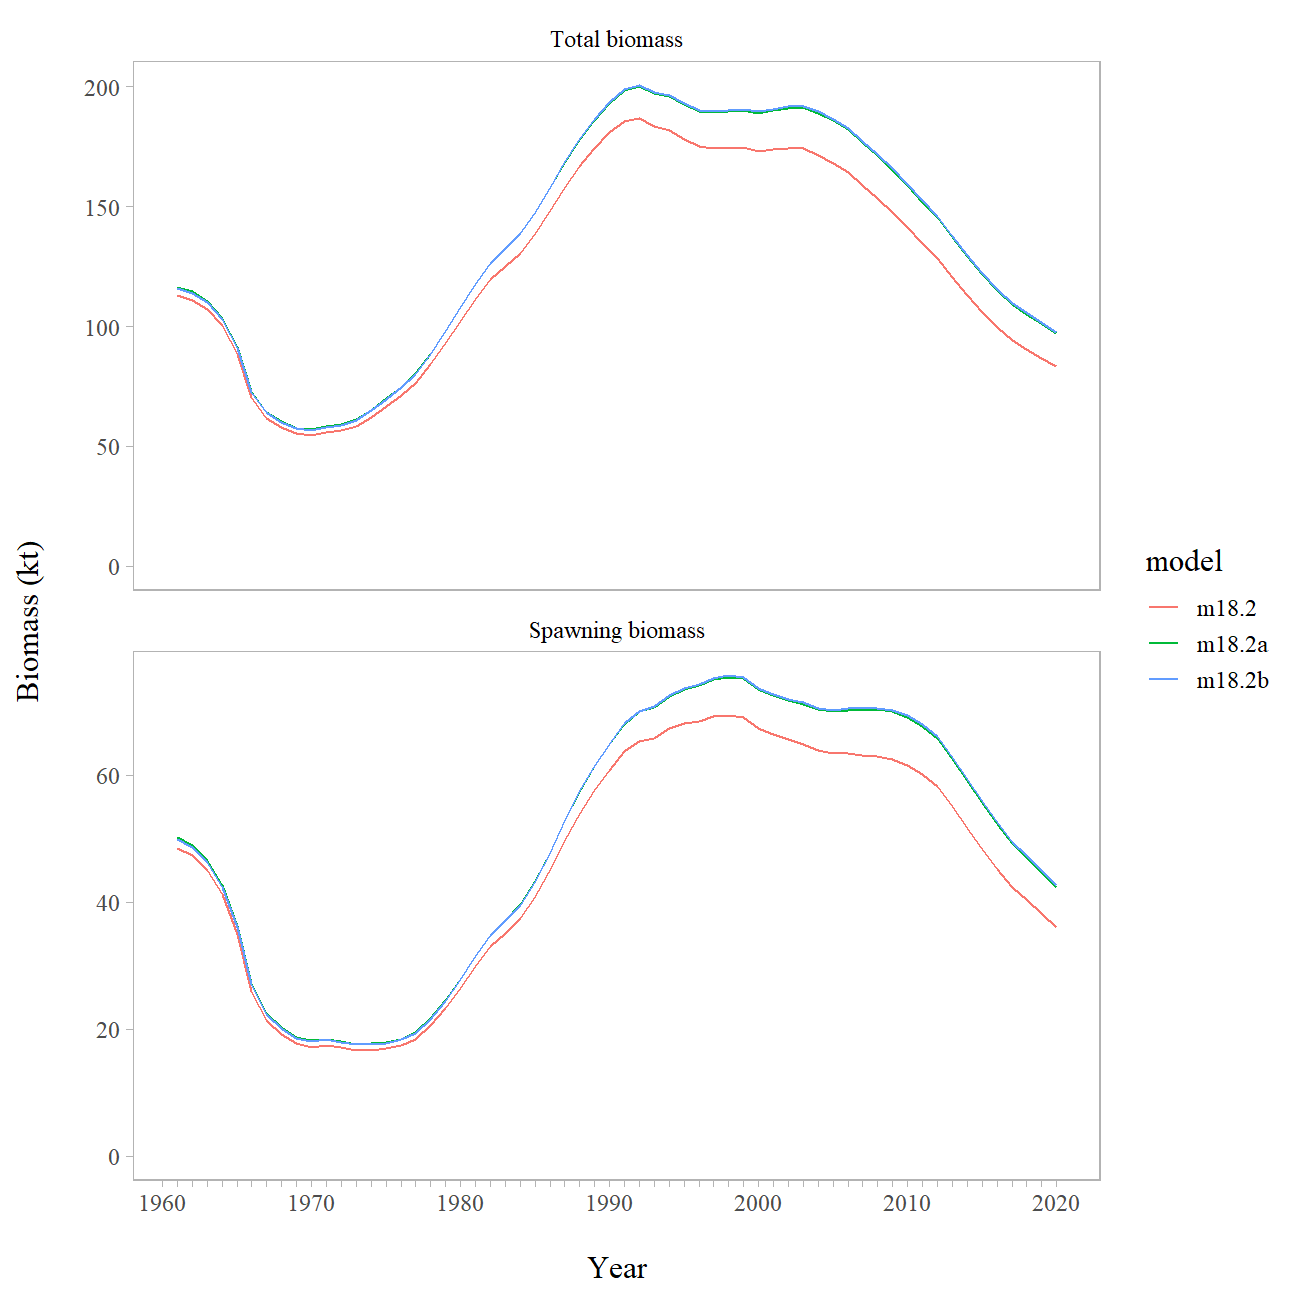 Total biomass
200
150
100
50
0
Biomass (kt)
Spawning biomass
60
40
20
0
1960 1970 1980 1990 2000 2010 2020
Year
model
m18.2
m18.2a
m18.2b